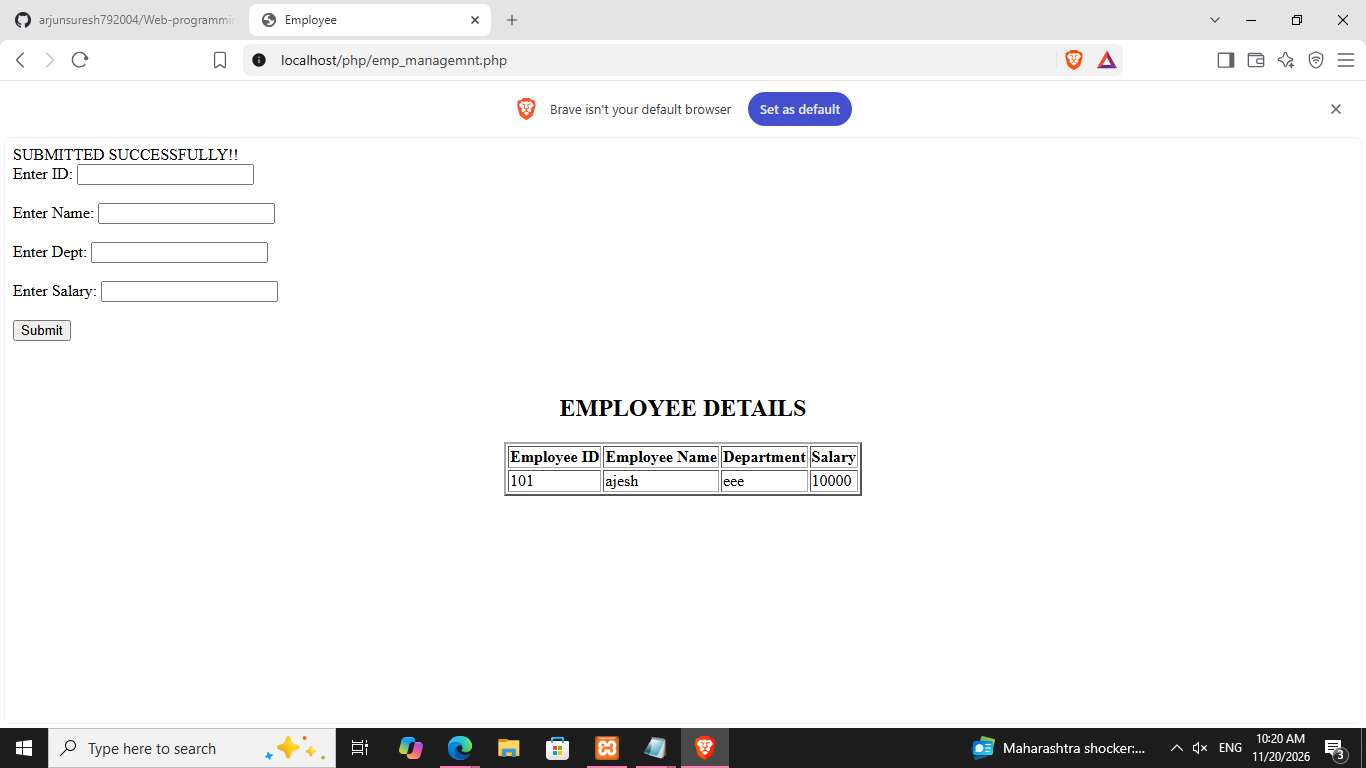 arjunsuresh792004/Web-programmin
Employee
localhost/php/emp_managemnt.php
Brave isn't your default browser Set as default
SUBMITTED SUCCESSFULLY!!
Enter ID:
Enter Name:
Enter Dept:
Enter Salary:
Submit
EMPLOYEE DETAILS
Employee ID Employee Name Department Salary
101 ajesh eee 10000
Type here to search
Maharashtra shocker:...
ENG
10:20 AM
11/20/2026
3